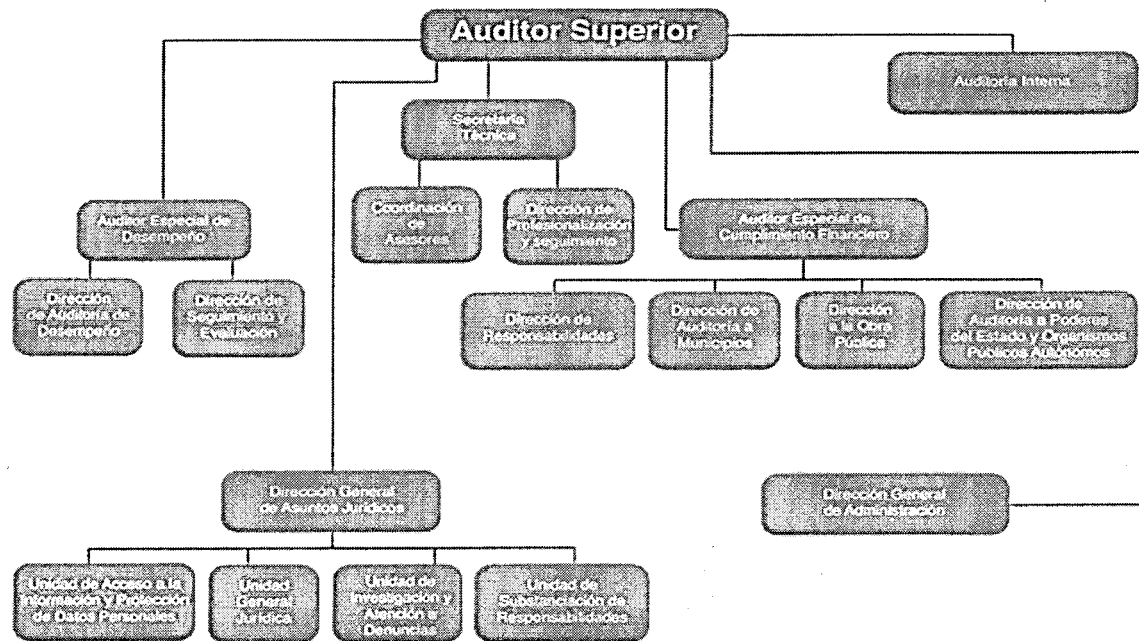 Auditor Superior
Auditoría Interna
Secretaría
Técnica
Coordinación
de
Asesores
Dirección de
Profesionalización
y seguimiento
Auditor Especial de
Desempeño
Auditor Especial de
Cumplimiento Financiero
Dirección
de Auditoría de
Desempeño
Dirección de
Seguimiento y
Evaluación
Dirección de
Responsabilidades
Dirección de
Auditoría a
Municipios
Dirección
a la Obra
Pública
Dirección de
Auditoría a Poderes
del Estado y Organismos
Públicos Autónomos
Dirección General
de Asuntos Jurídicos
Dirección General
de Administración
Unidad de Acceso a la
Información y Protección
de Datos Personales
Unidad
General
Jurídica
Unidad de
Investigación y
Atención a
Denuncias
Unidad de
Substanciación de
Responsabilidades